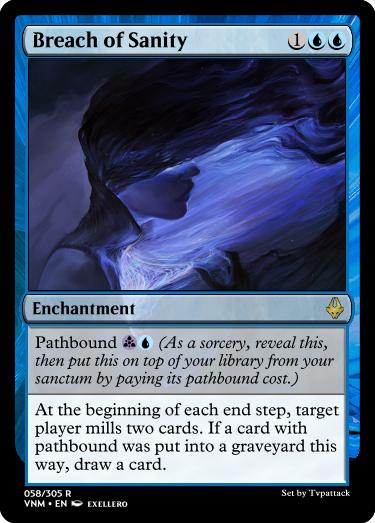 Breach of Sanity 1
Enchantment
Pathbound (As a sorcery, reveal this,
then put this on top of your library from your
sanctum by paying its pathbound cost.)
At the beginning of each end step, target
player mills two cards. If a card with
pathbound was put into a graveyard this
way, draw a card.
058/305 R
VNM • EN EXELLERO
Set by Tvpattack